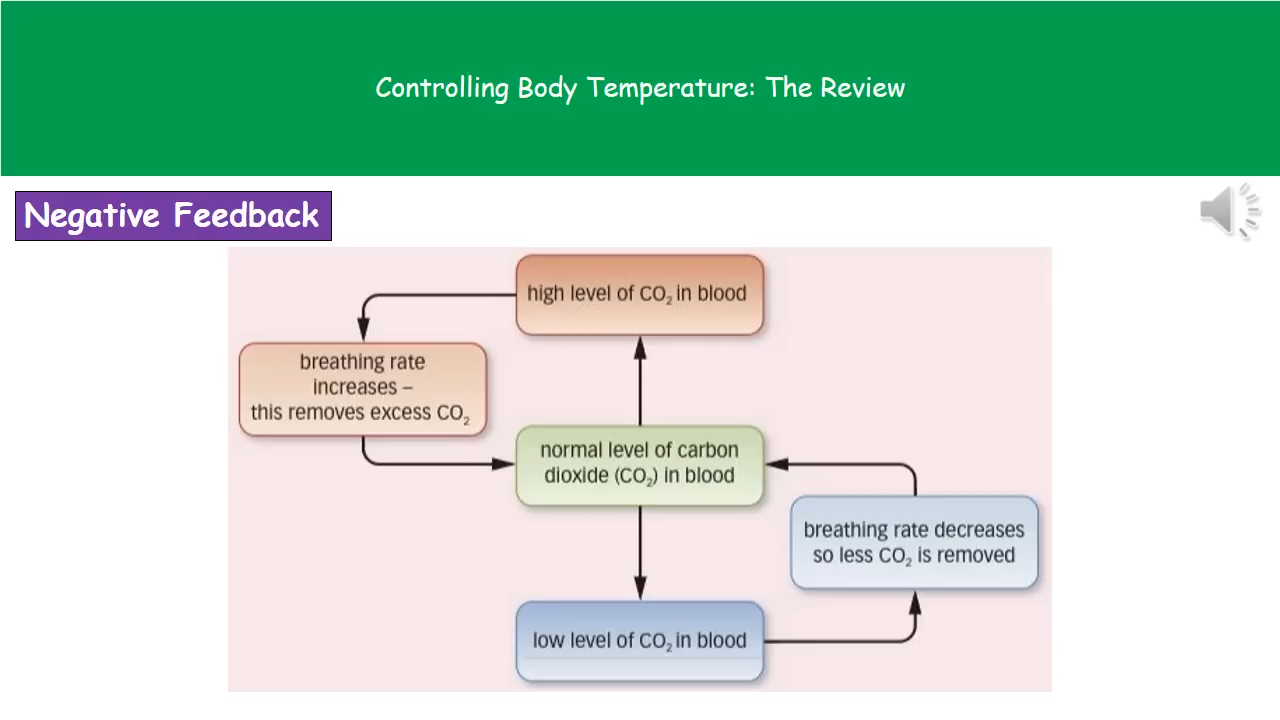 Controlling Body Temperature: The Review
Negative Feedback
high level of CO₂ in blood
breathing rate
increases –
this removes excess CO₂
normal level of carbon
dioxide (CO₂) in blood
breathing rate decreases
so less CO₂ is removed
low level of CO₂ in blood